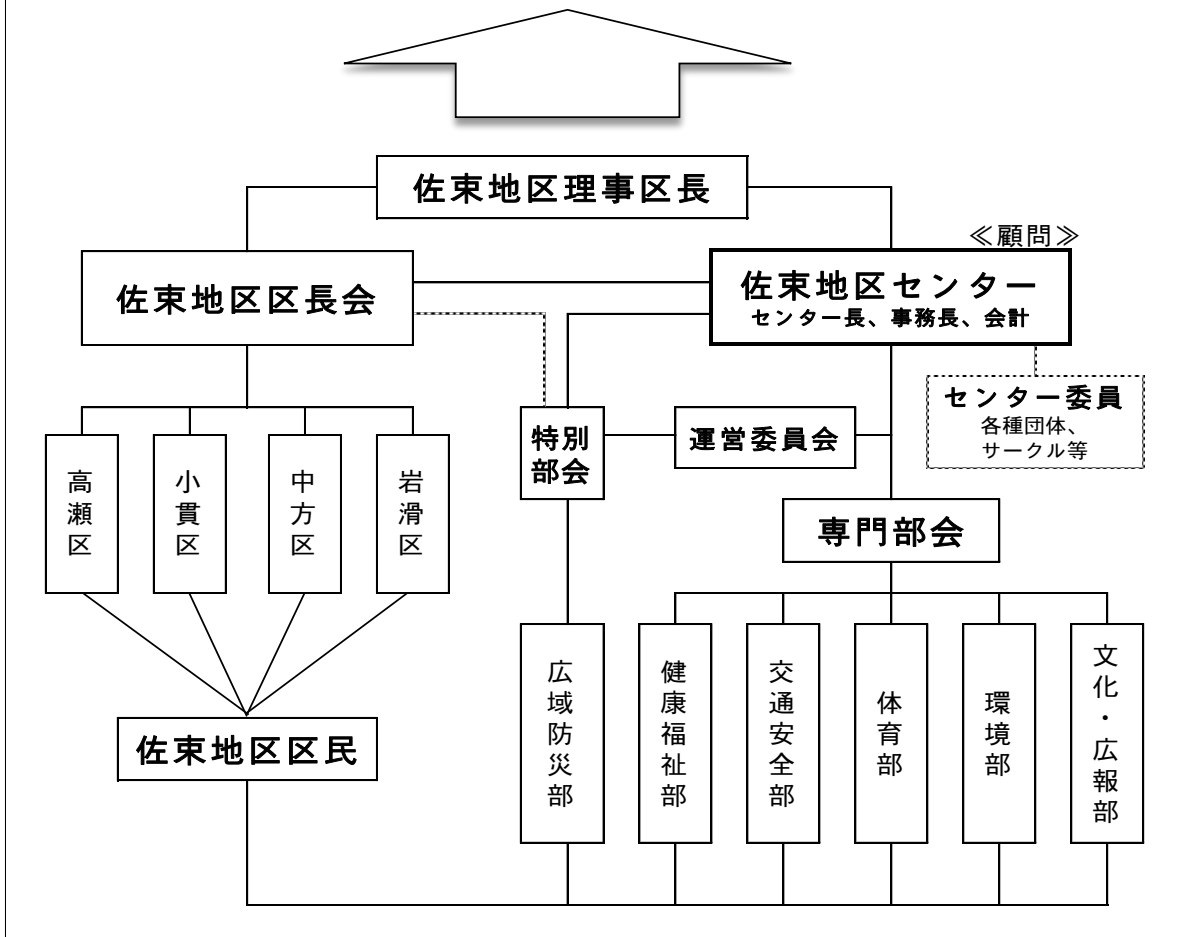 佐束地区理事区長
≪顧問≫
佐束地区区長会
佐束地区センター
センター長、事務長、会計
センター委員
各種団体、
サークル等
特別
部会
運営委員会
高瀬区
小貫区
中方区
岩滑区
専門部会
広域防災部
健康福祉部
交通安全部
体育部
環境部
文化・広報部
佐束地区区民